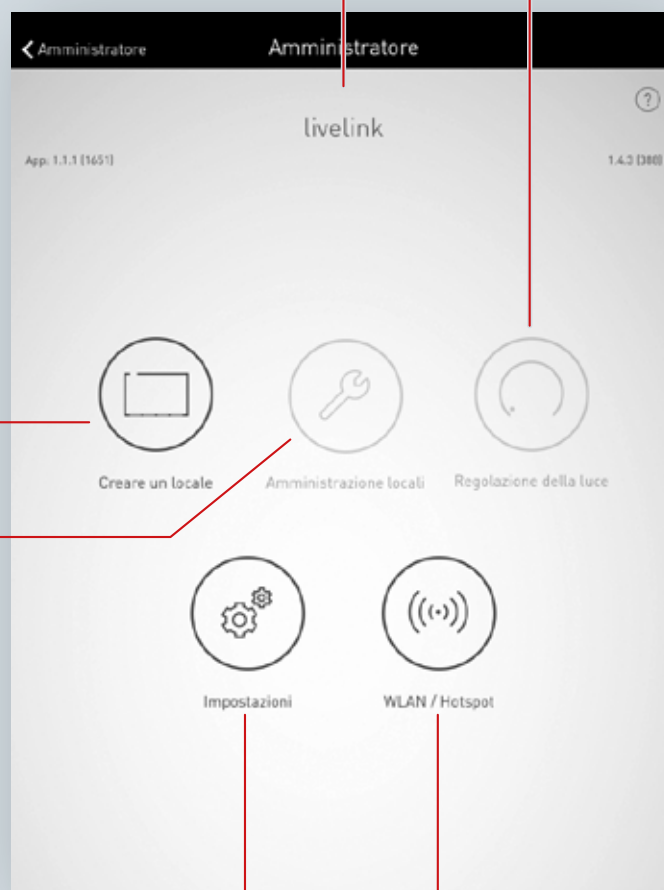 Amministratore
Amministratore
?
livelink
App. 1.1.1 (1651)
1.4.3 (388)
Creare un locale
Amministrazione locali
Regolazione della luce
Impostazioni
WLAN / Hotspot